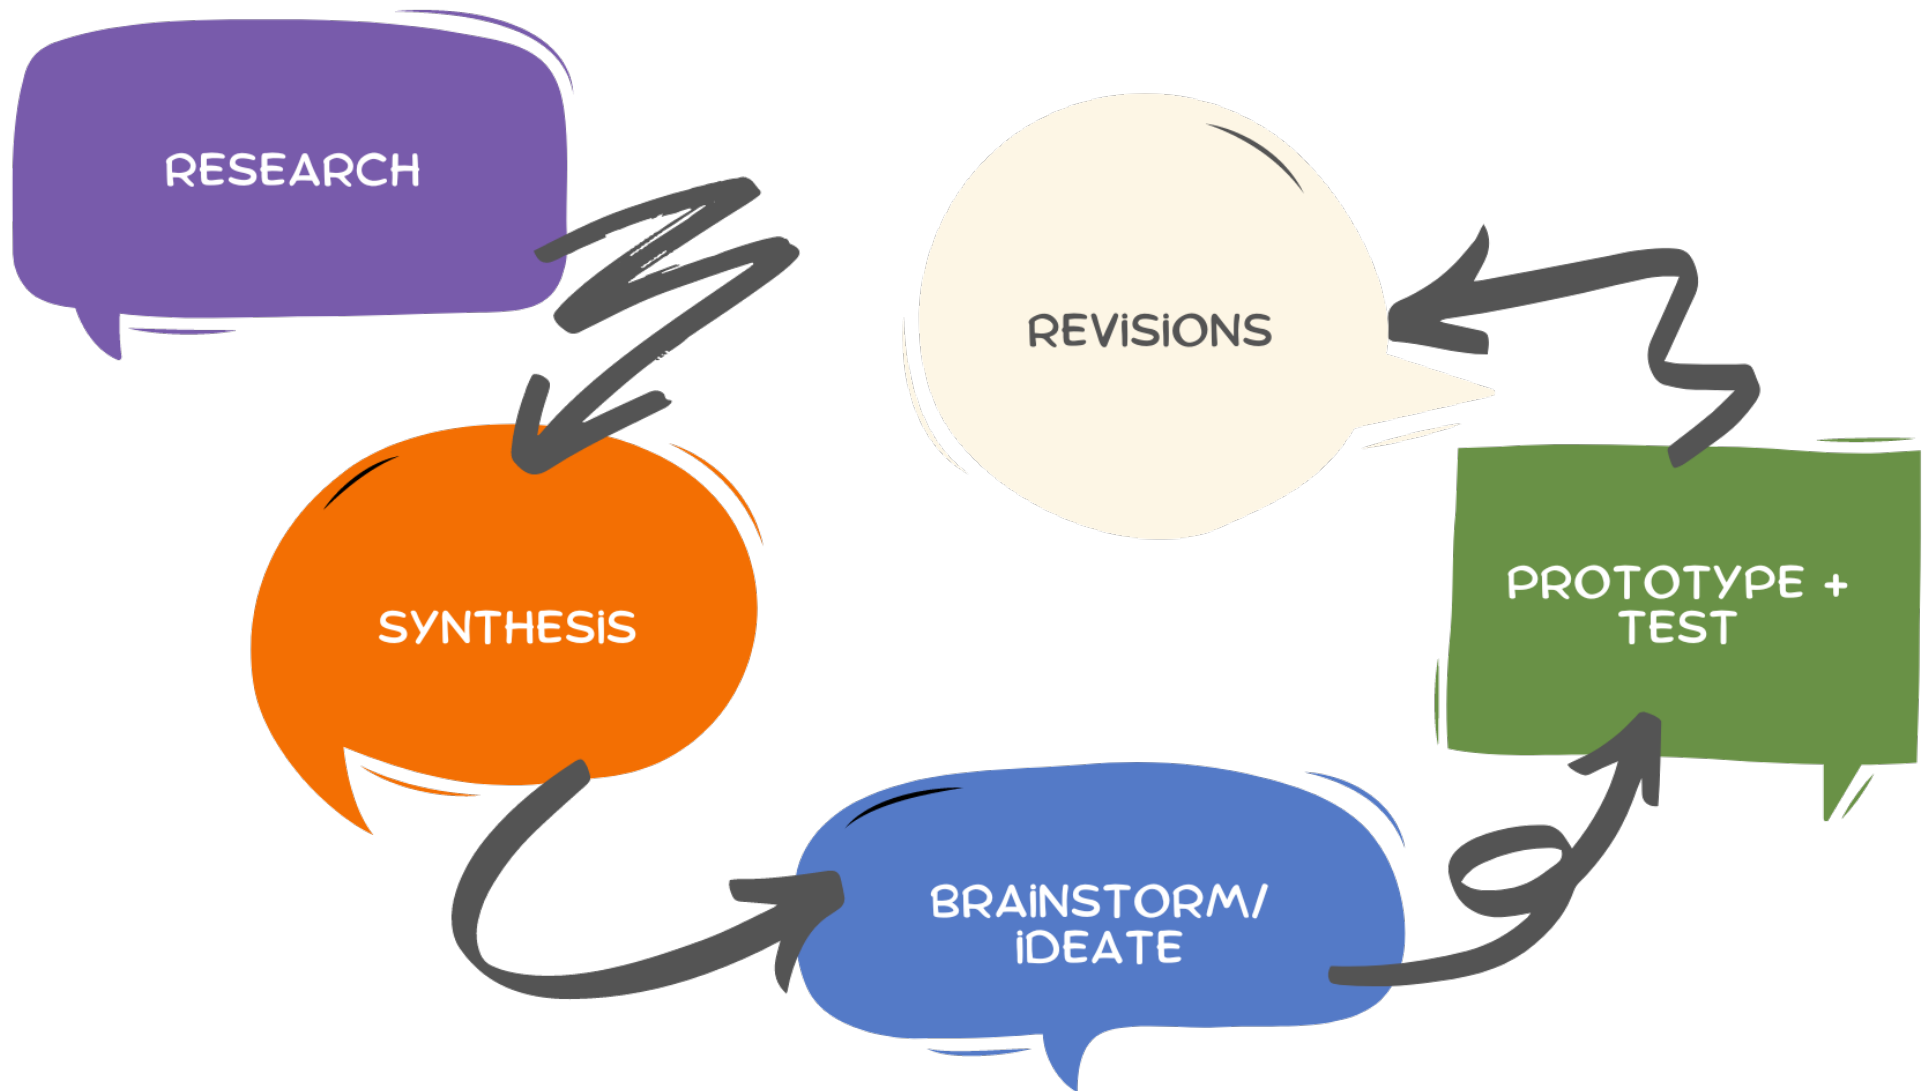 RESEARCH
SYNTHESiS
BRAiNSTORM/
iDEATE
PROTOTYPE +
TEST
REViSiONS